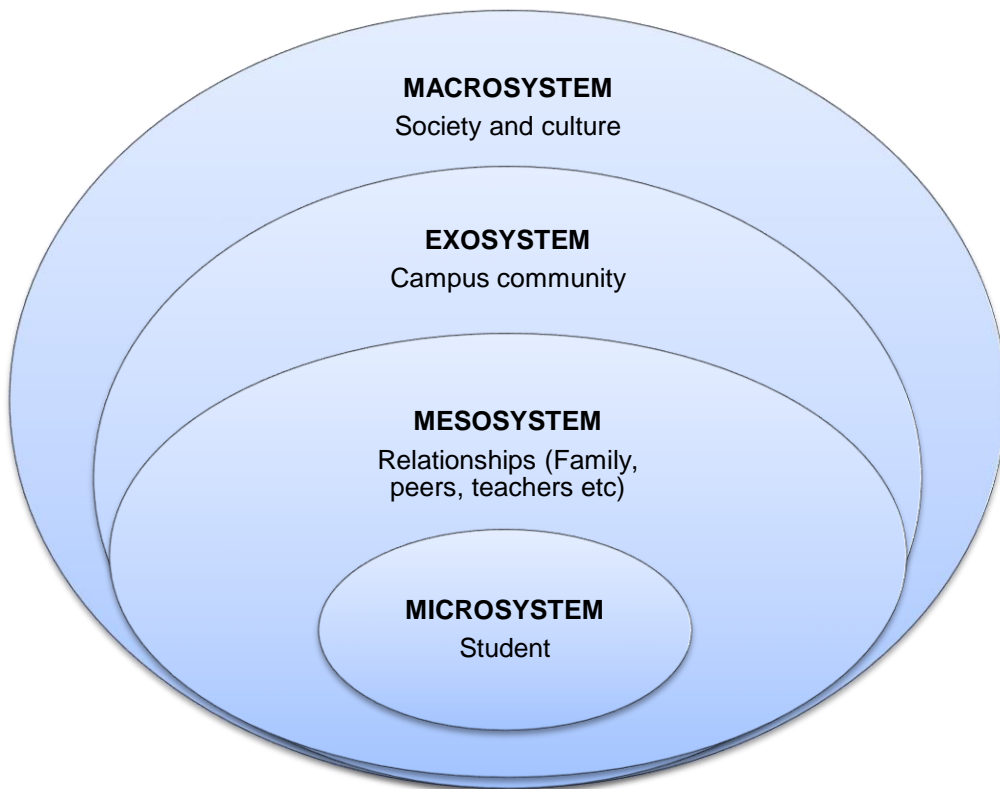 MACROSYSTEM
Society and culture
EXOSYSTEM
Campus community
MESOSYSTEM
Relationships (Family,
peers, teachers etc)
MICROSYSTEM
Student